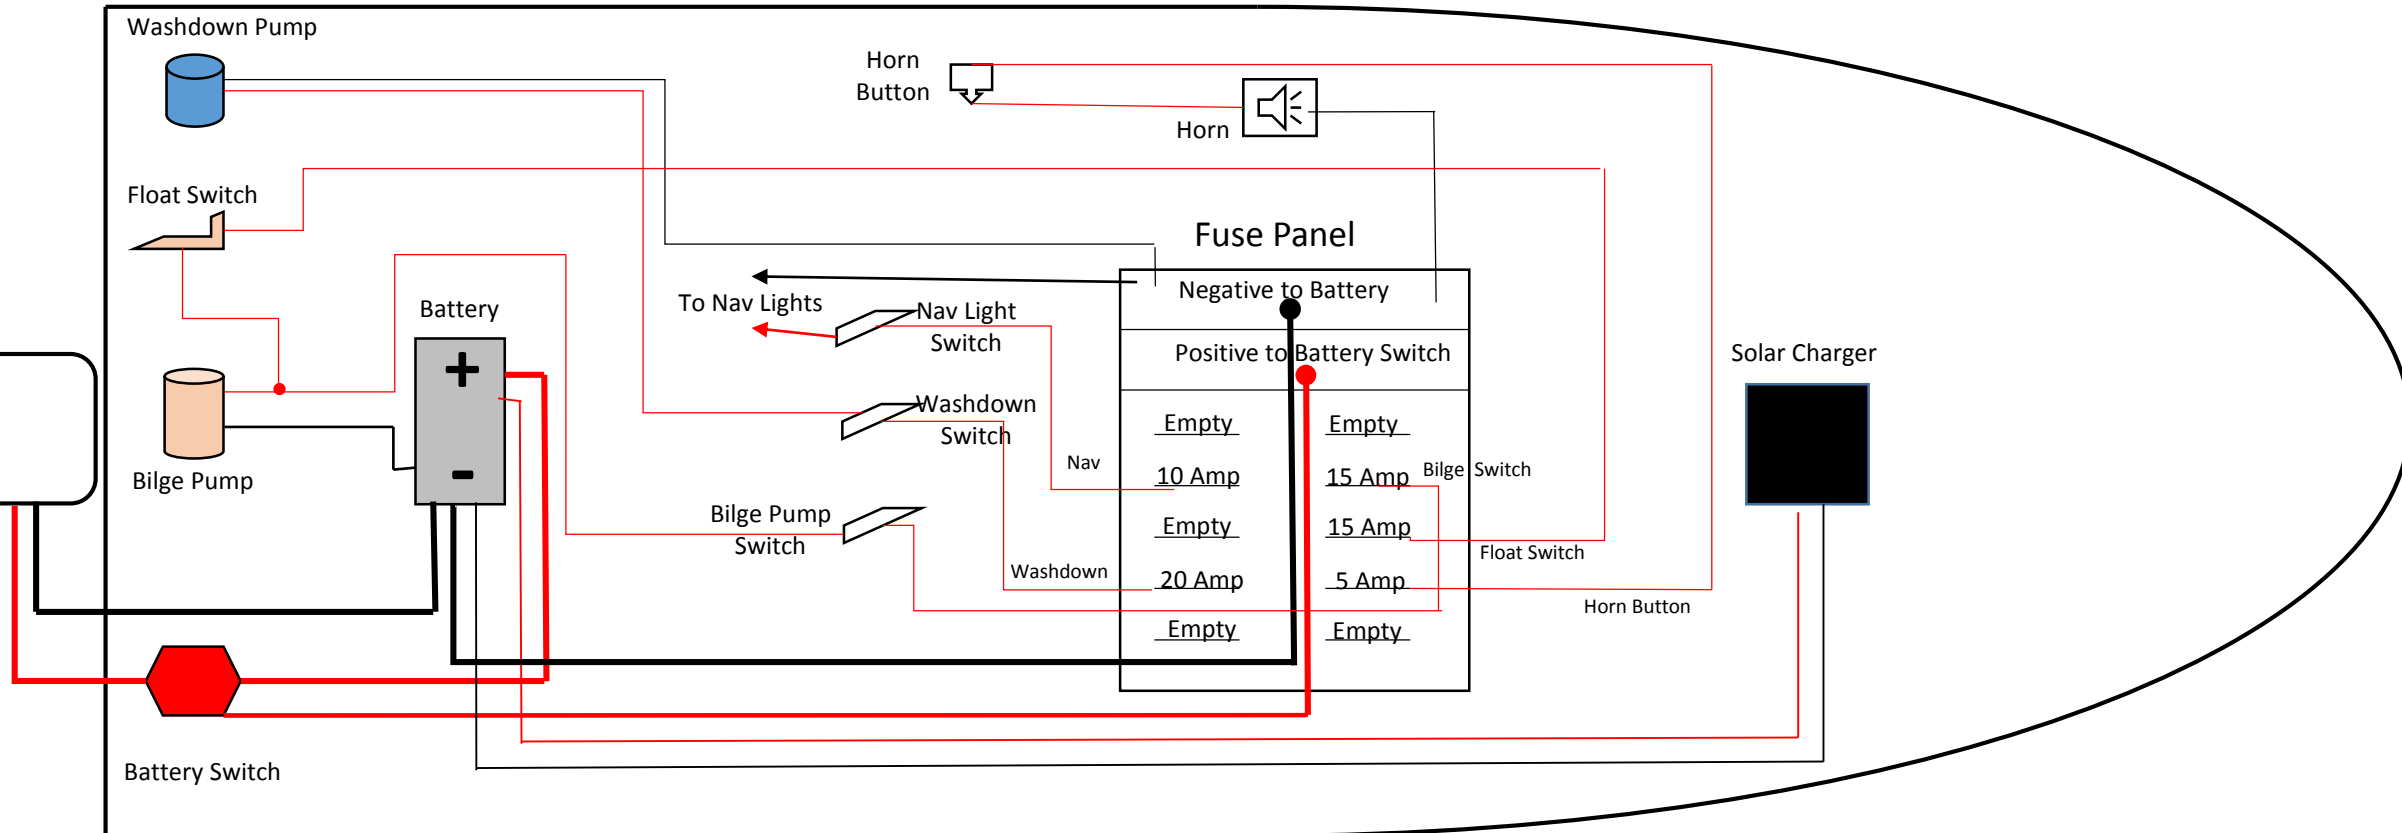 Washdown Pump
Horn
Button
Horn
Float Switch
Fuse Panel
Battery
To Nav Lights
Nav Light
Switch
Negative to Battery
Positive to Battery Switch
Solar Charger
Washdown
Switch
Empty
Empty
Nav
10 Amp
15 Amp
Bilge Switch
Bilge Pump
Bilge Pump
Switch
Empty
15 Amp
Float Switch
Washdown
20 Amp
5 Amp
Horn Button
Empty
Empty
Battery Switch
+
-